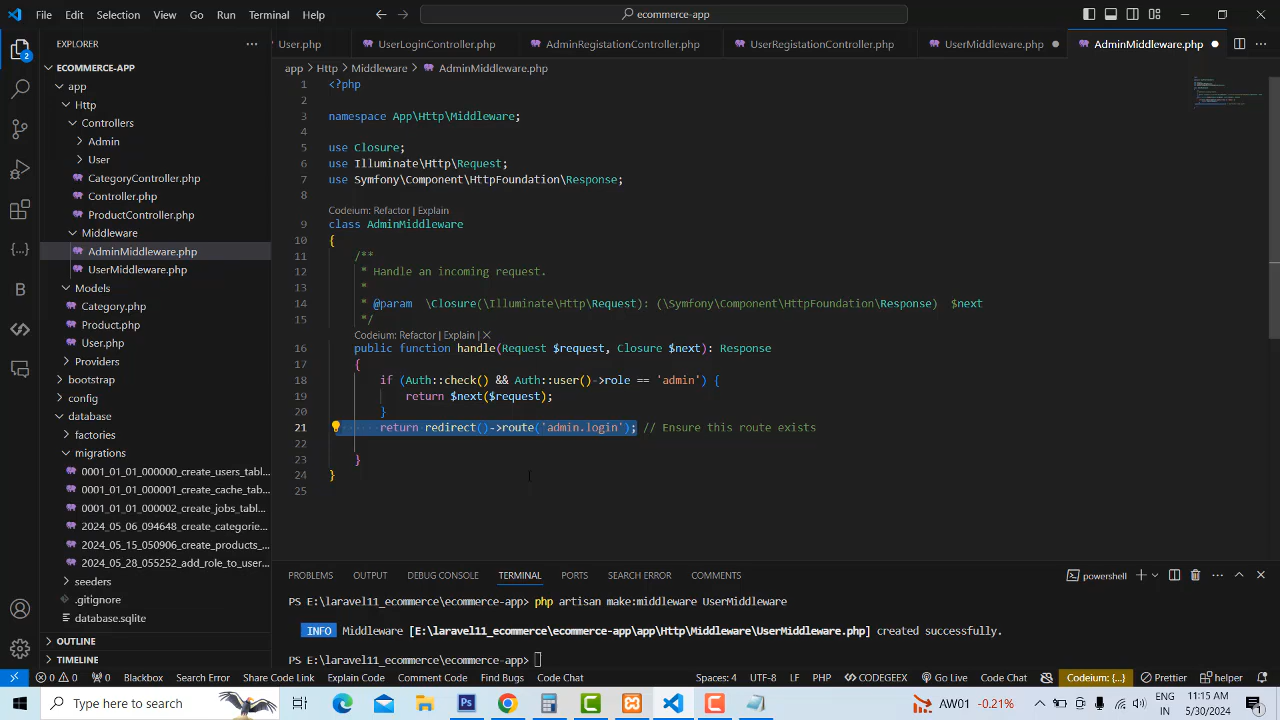 File Edit Selection View Go Run Terminal Help
ecommerce-app
EXPLORER
User.php
UserLoginController.php
AdminRegistationController.php
UserRegistationController.php
UserMiddleware.php
AdminMiddleware.php
ECOMMERCE-APP
app > Http > Middleware > AdminMiddleware.php
app
Http
Controllers
Admin
User
CategoryController.php
Controller.php
ProductController.php
Middleware
AdminMiddleware.php
UserMiddleware.php
Models
Category.php
Product.php
User.php
Providers
bootstrap
config
database
factories
migrations
0001_01_01_000000_create_users_tabl...
0001_01_01_000001_create_cache_tabl...
0001_01_01_000002_create_jobs_table...
2024_05_06_094648_create_categorie...
2024_05_15_050906_create_products_...
2024_05_28_055252_add_role_to_user...
seeders
.gitignore
database.sqlite
OUTLINE
TIMELINE
2
1 <?php
2
3 namespace App\Http\Middleware;
4
5 use Closure;
6 use Illuminate\Http\Request;
7 use Symfony\Component\HttpFoundation\Response;
8
Codeium: Refactor | Explain
9 class AdminMiddleware
10 {
11 /**
12 * Handle an incoming request.
13 *
14 * @param \Closure(\Illuminate\Http\Request): (\Symfony\Component\HttpFoundation\Response) $next
15 */
Codeium: Refactor | Explain | ×
16 public function handle(Request $request, Closure $next): Response
17 {
18 if (Auth::check() && Auth::user()->role == 'admin') {
19 return $next($request);
20 }
21 return redirect()->route('admin.login'); // Ensure this route exists
22
23 }
24 }
25
PROBLEMS OUTPUT DEBUG CONSOLE TERMINAL PORTS SEARCH ERROR COMMENTS
powershell
PS E:\laravel11_ecommerce\ecommerce-app> php artisan make:middleware UserMiddleware
INFO Middleware [E:\laravel11_ecommerce\ecommerce-app\app\Http\Middleware\UserMiddleware.php] created successfully.
PS E:\laravel11_ecommerce\ecommerce-app>
0 0 0 Blackbox Search Error Share Code Link Explain Code Comment Code Find Bugs Code Chat Spaces: 4 UTF-8 LF PHP CODEGEEX Go Live Code Chat Codeium: {...} Prettier helper
Type here to search
AW01 -0.21%
ENG
IN
11:15 AM
5/30/2024
1